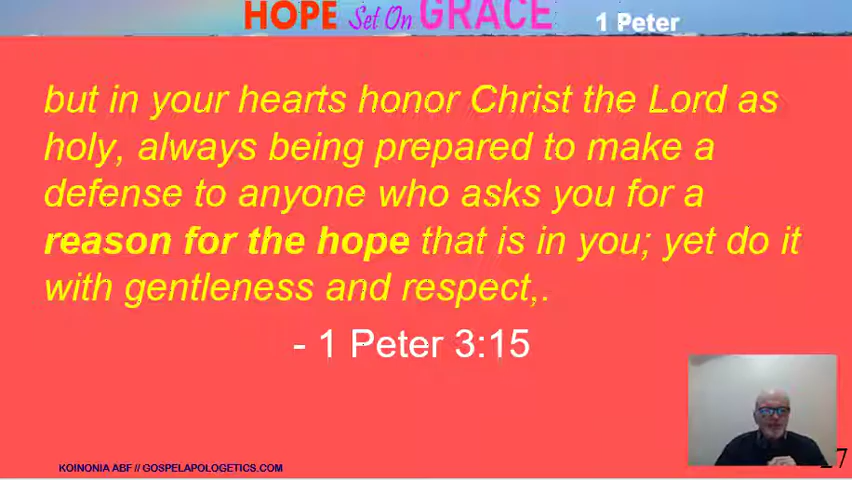 HOPE Set On GRACE 1 Peter
but in your hearts honor Christ the Lord as
holy, always being prepared to make a
defense to anyone who asks you for a
reason for the hope that is in you; yet do it
with gentleness and respect,.
- 1 Peter 3:15
KOINONIA ABF // GOSPELAPOLOGETICS.COM